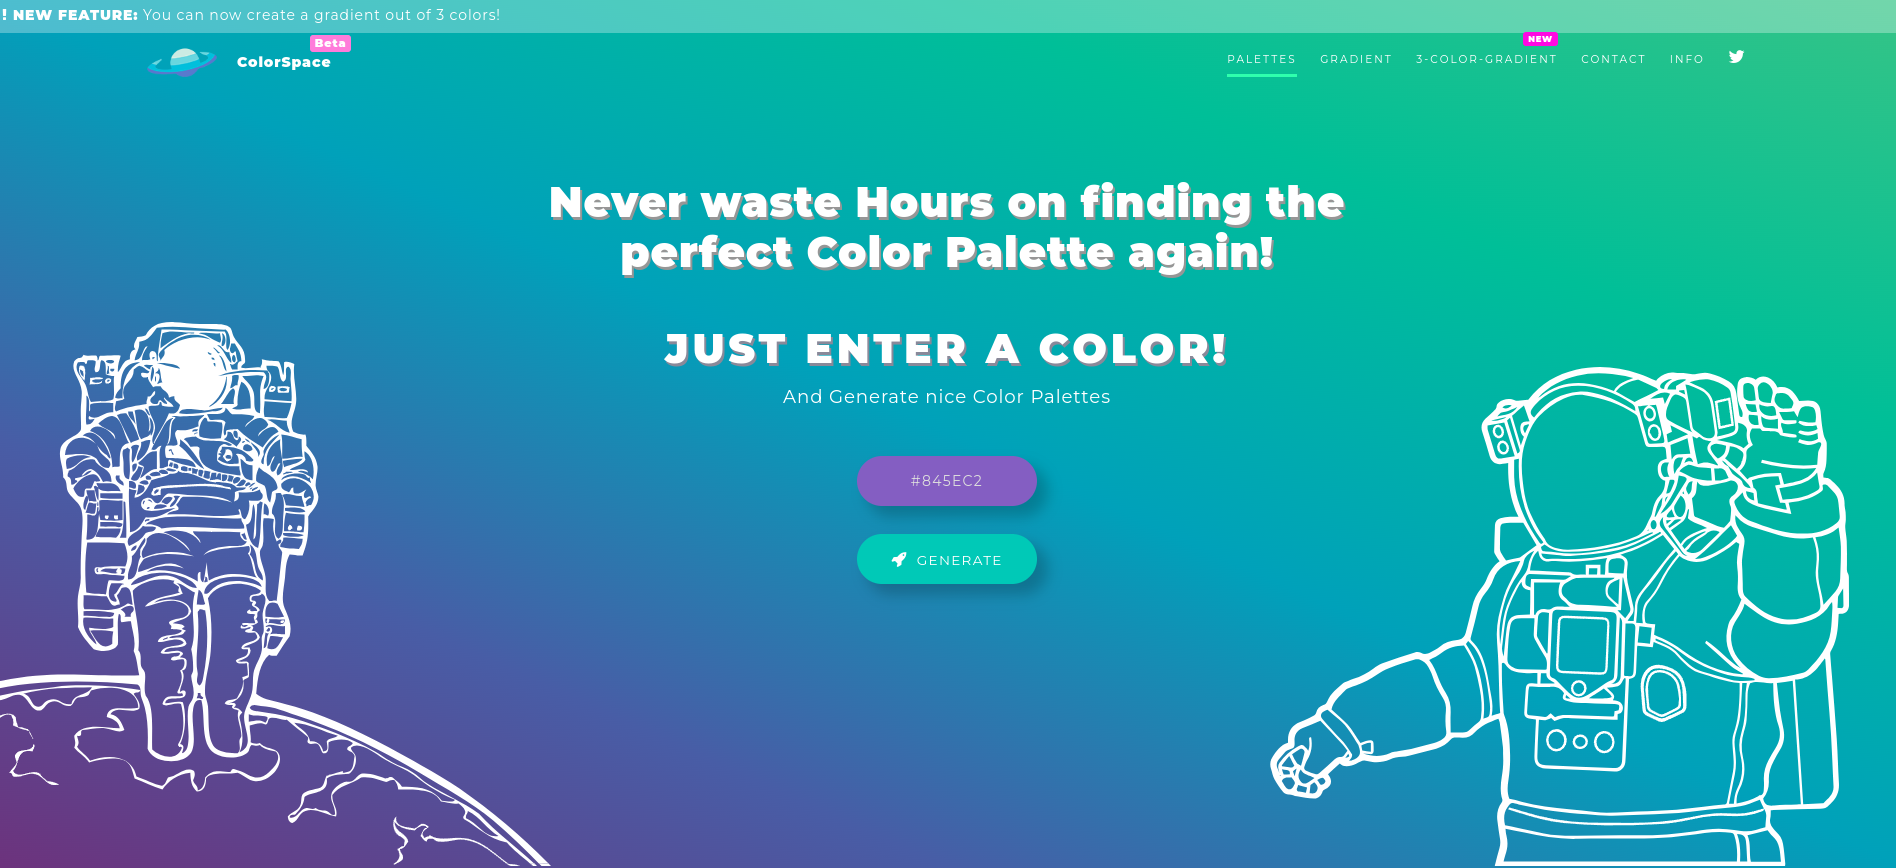 ! NEW FEATURE: You can now create a gradient out of 3 colors!
Beta
ColorSpace
NEW
PALETTES GRADIENT 3-COLOR-GRADIENT CONTACT INFO
Never waste Hours on finding the
perfect Color Palette again!
JUST ENTER A COLOR!
And Generate nice Color Palettes
#845EC2
GENERATE